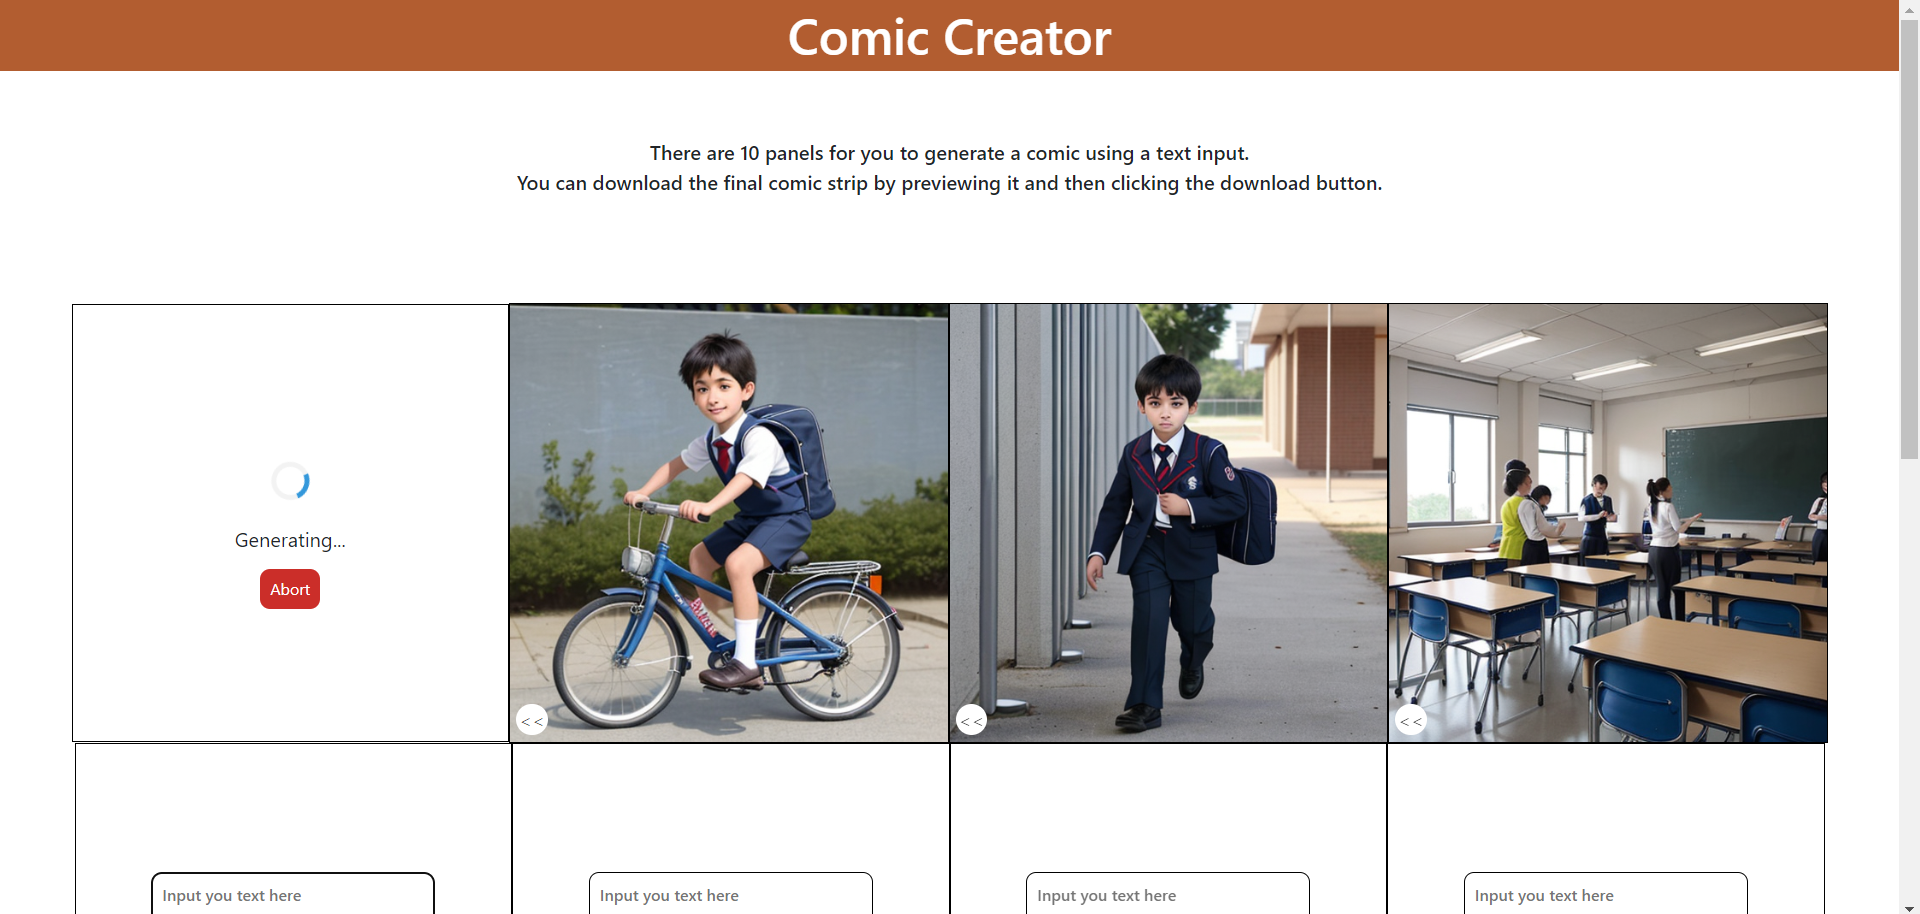 Comic Creator
There are 10 panels for you to generate a comic using a text input.
You can download the final comic strip by previewing it and then clicking the download button.
Generating...
Abort
<<
<<
<<
Input you text here
Input you text here
Input you text here
Input you text here